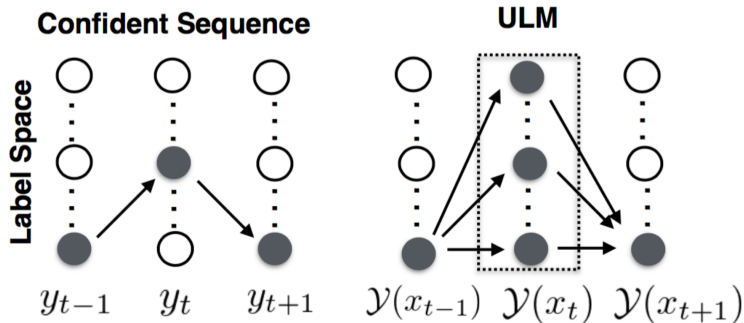 Confident Sequence
ULM
Label Space
y_{t-1} y_t y_{t+1}
𝒴(x_{t-1}) 𝒴(x_t) 𝒴(x_{t+1})